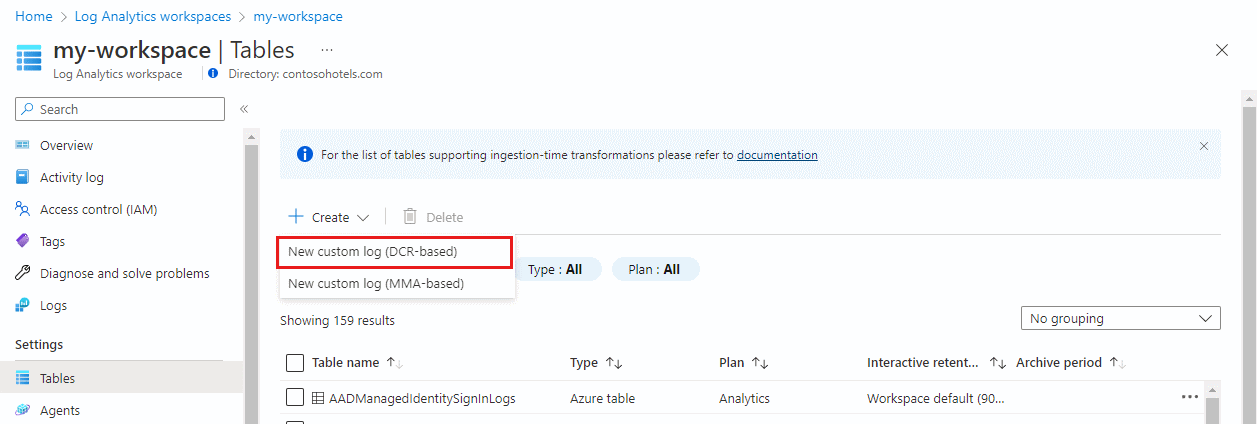 Home > Log Analytics workspaces > my-workspace
my-workspace | Tables ...
Log Analytics workspace | Directory: contosohotels.com
Search
«
For the list of tables supporting ingestion-time transformations please refer to documentation
Overview
Activity log
Access control (IAM)
Tags
Diagnose and solve problems
Logs
Settings
Tables
Agents
Create
Delete
New custom log (DCR-based)
New custom log (MMA-based)
Type : All
Plan : All
Showing 159 results
No grouping
Table name Type Plan Interactive retent... Archive period
AADManagedIdentitySignInLogs Azure table Analytics Workspace default (90... ...